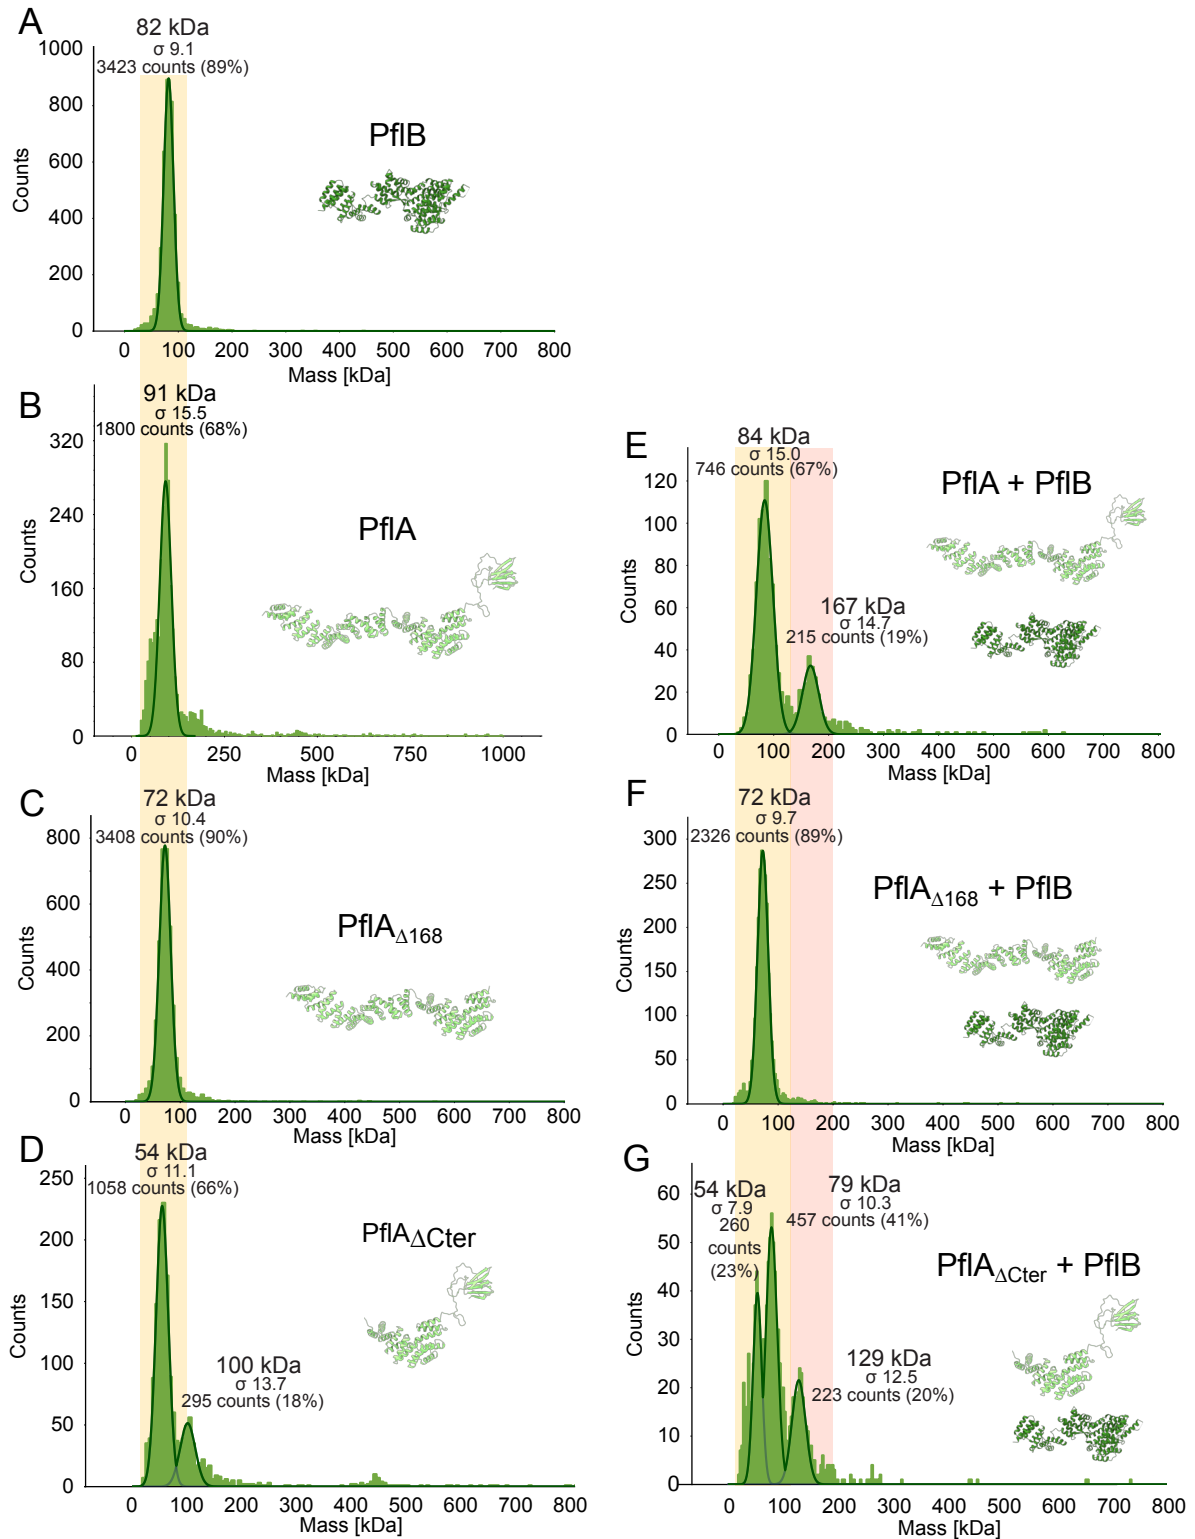 A
82 kDa
σ 9.1
3423 counts (89%)
1000
800
600
400
200
0
Counts
PflB
0 100 200 300 400 500 600 700 800
Mass [kDa]
B
91 kDa
σ 15.5
1800 counts (68%)
320
240
160
80
0
Counts
PflA
0 250 500 750 1000
Mass [kDa]
C
72 kDa
σ 10.4
3408 counts (90%)
800
600
400
200
0
Counts
PflAΔ168
0 100 200 300 400 500 600 700 800
Mass [kDa]
D
54 kDa
σ 11.1
1058 counts (66%)
250
200
150
100
50
0
Counts
PflAΔCter
100 kDa
σ 13.7
295 counts (18%)
0 100 200 300 400 500 600 700 800
Mass [kDa]
E
84 kDa
σ 15.0
746 counts (67%)
120
100
80
60
40
20
0
Counts
PflA + PflB
167 kDa
σ 14.7
215 counts (19%)
0 100 200 300 400 500 600 700 800
Mass [kDa]
F
72 kDa
σ 9.7
2326 counts (89%)
300
250
200
150
100
50
0
Counts
PflAΔ168 + PflB
0 100 200 300 400 500 600 700 800
Mass [kDa]
G
54 kDa
σ 7.9
260
counts
(23%)
79 kDa
σ 10.3
457 counts (41%)
60
50
40
30
20
10
0
Counts
PflAΔCter + PflB
129 kDa
σ 12.5
223 counts (20%)
0 100 200 300 400 500 600 700 800
Mass [kDa]